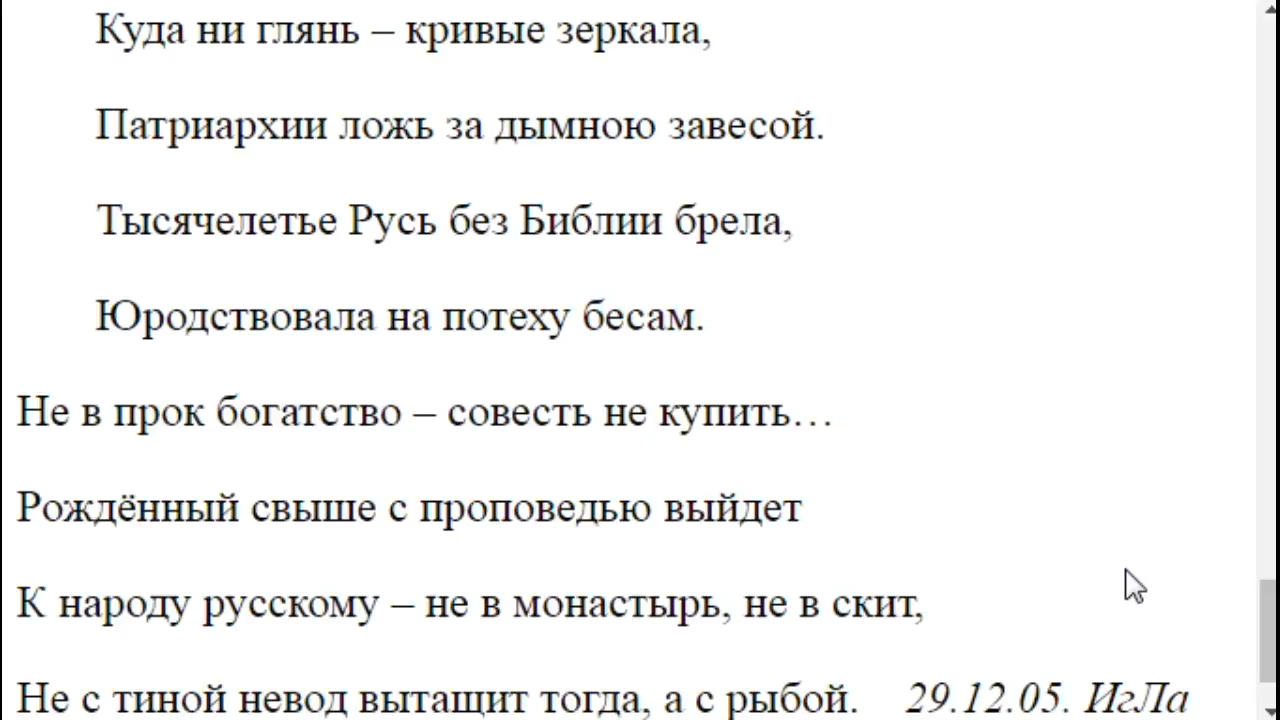 Куда ни глянь – кривые зеркала,
Патриархии ложь за дымною завесой.
Тысячелетье Русь без Библии брела,
Юродствовала на потеху бесам.
Не в прок богатство – совесть не купить…
Рождённый свыше с проповедью выйдет
К народу русскому – не в монастырь, не в скит,
Не с тиной невод вытащит тогда, а с рыбой. 29.12.05. ИгЛа